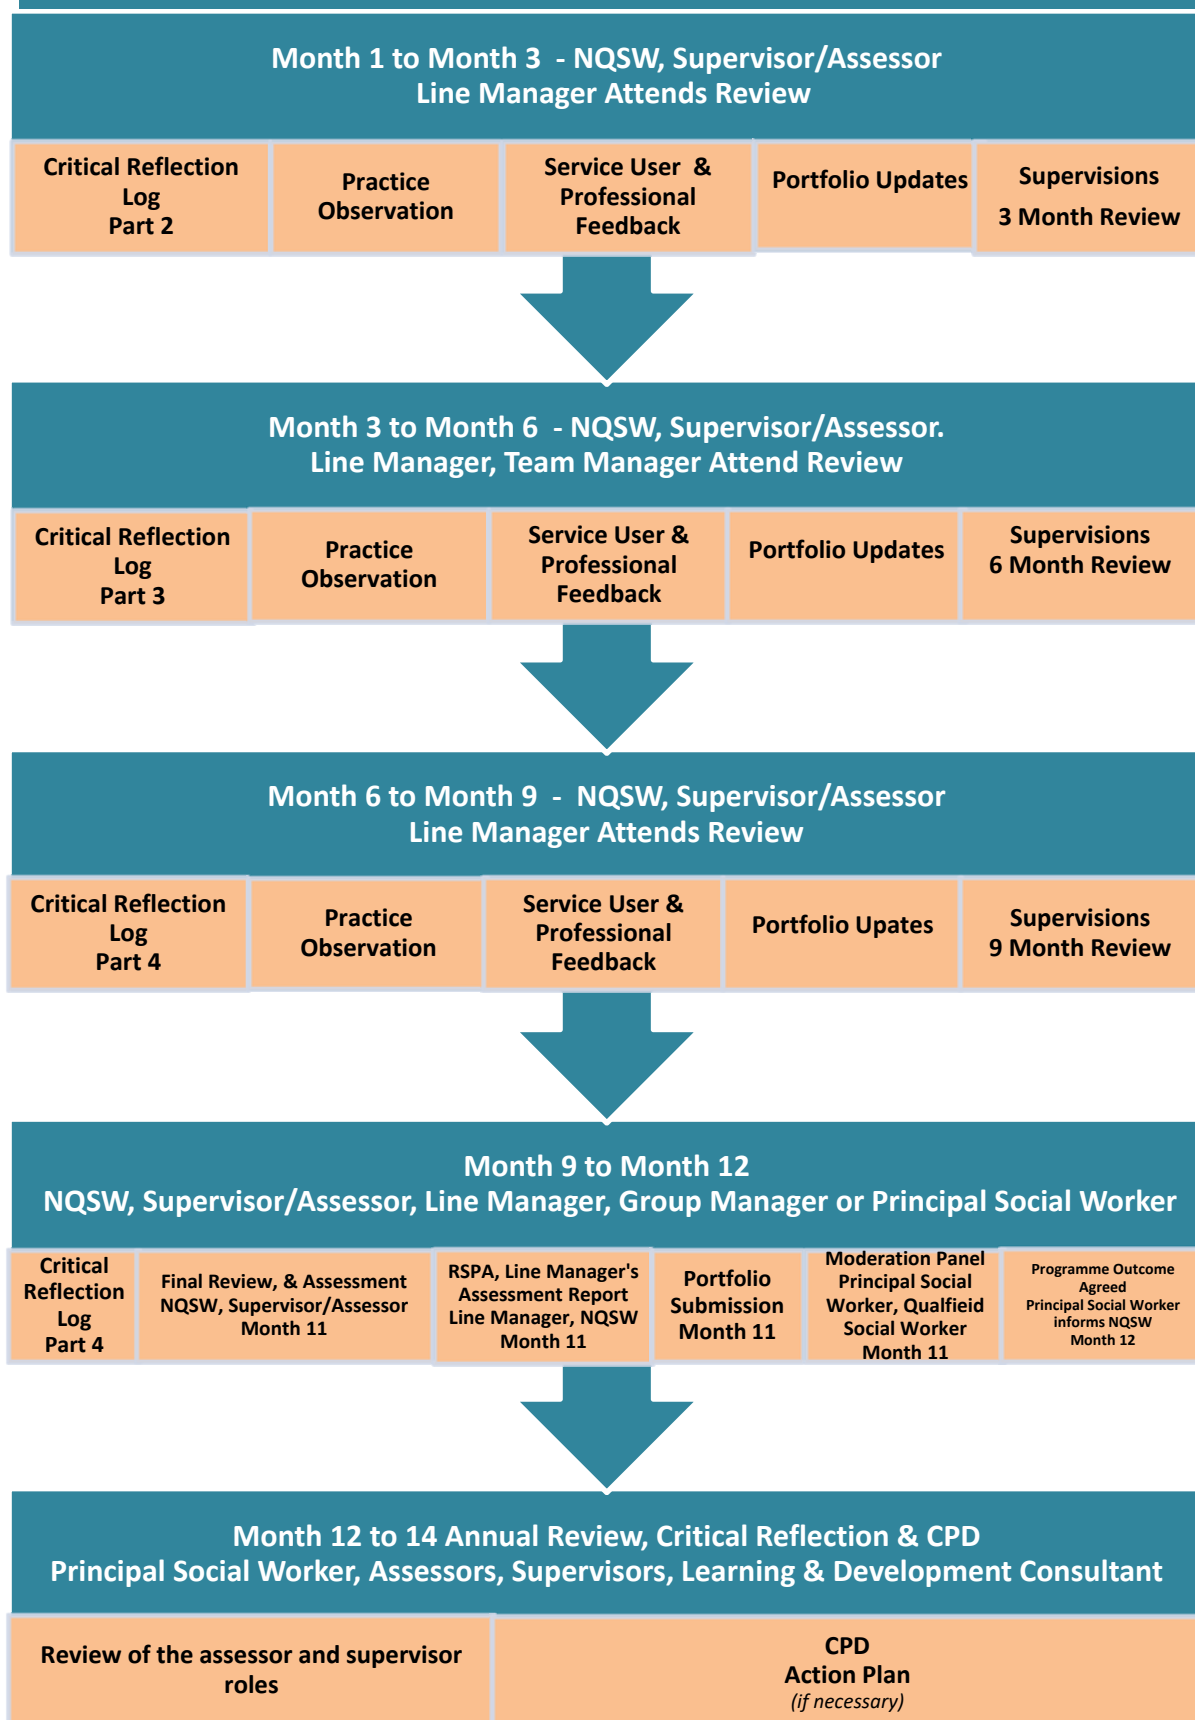 Month 1 to Month 3  - NQSW, Supervisor/Assessor
Line Manager Attends Review
Critical Reflection
Log
Part 2
Practice
Observation
Service User  &
Professional
Feedback
Portfolio Updates
Supervisions
3 Month Review
Month 3 to Month 6  - NQSW, Supervisor/Assessor.
Line Manager, Team Manager Attend Review
Critical Reflection
Log
Part 3
Practice
Observation
Service User &
Professional
Feedback
Portfolio Updates
Supervisions
6 Month Review
Month 6 to Month 9  -  NQSW, Supervisor/Assessor
Line Manager Attends Review
Critical Reflection
Log
Part 4
Practice
Observation
Service User &
Professional
Feedback
Portfolio Upates
Supervisions
9 Month Review
Month 9 to Month 12
NQSW, Supervisor/Assessor, Line Manager, Group Manager or Principal Social Worker
Critical
Reflection
Log
Part 4
Final Review, & Assessment
NQSW, Supervisor/Assessor
Month 11
RSPA, Line Manager's
Assessment Report
Line Manager, NQSW
Month 11
Portfolio
Submission
Month 11
Moderation Panel
Principal Social
Worker, Qualfieid
Social Worker
Month 11
Programme Outcome
Agreed
Principal Social Worker
informs NQSW
Month 12
Month 12 to 14 Annual Review, Critical Reflection & CPD
Principal Social Worker, Assessors, Supervisors, Learning & Development Consultant
Review of the assessor and supervisor
roles
CPD
Action Plan
(if necessary)